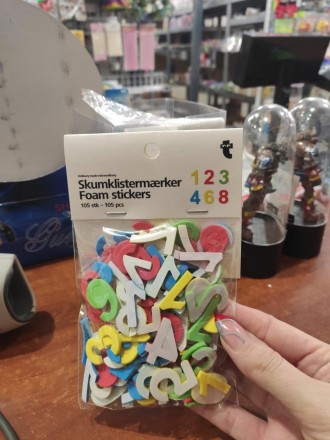 Skumklistermærker
Foam stickers
105 stk – 105 pcs
1 2 3
4 6 8